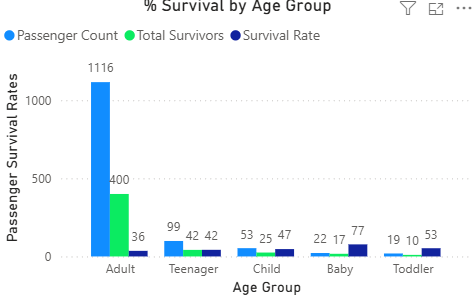 % Survival by Age Group
Passenger Count Total Survivors Survival Rate
Passenger Survival Rates
1000
500
0
1116
400
36
99
42
42
53
25
47
22
17
77
19
10
53
Adult
Teenager
Child
Baby
Toddler
Age Group